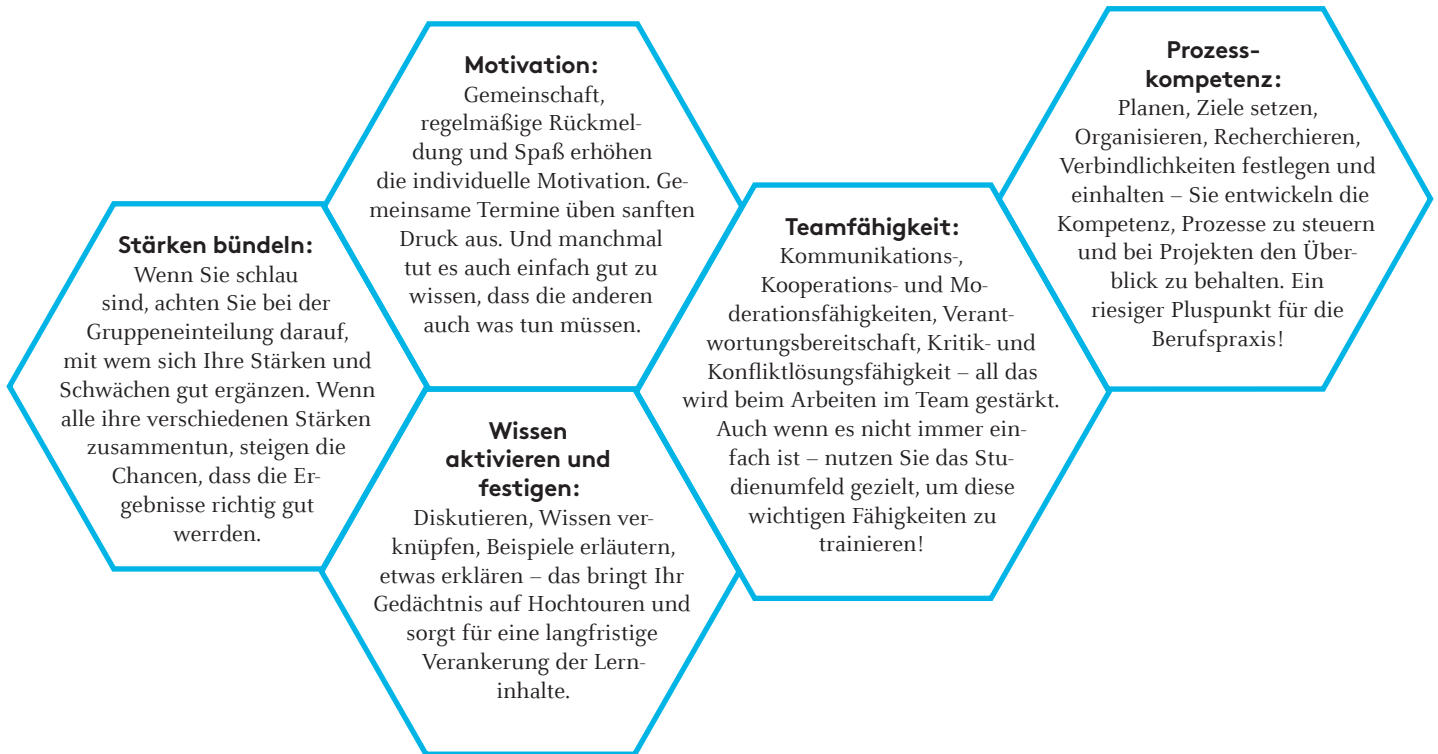 Stärken bündeln:
Wenn Sie schlau
sind, achten Sie bei der
Gruppeneinteilung darauf,
mit wem sich Ihre Stärken und
Schwächen gut ergänzen. Wenn
alle ihre verschiedenen Stärken
zusammentun, steigen die
Chancen, dass die Er-
gebnisse richtig gut
werrden.
Motivation:
Gemeinschaft,
regelmäßige Rückmel-
dung und Spaß erhöhen
die individuelle Motivation. Ge-
meinsame Termine üben sanften
Druck aus. Und manchmal
tut es auch einfach gut zu
wissen, dass die anderen
auch was tun müssen.
Wissen
aktivieren und
festigen:
Diskutieren, Wissen ver-
knüpfen, Beispiele erläutern,
etwas erklären – das bringt Ihr
Gedächtnis auf Hochtouren und
sorgt für eine langfristige
Verankerung der Lern-
inhalte.
Teamfähigkeit:
Kommunikations-,
Kooperations- und Mo-
derationsfähigkeiten, Verant-
wortungsbereitschaft, Kritik- und
Konfliktlösungsfähigkeit – all das
wird beim Arbeiten im Team gestärkt.
Auch wenn es nicht immer ein-
fach ist – nutzen Sie das Stu-
dienumfeld gezielt, um diese
wichtigen Fähigkeiten zu
trainieren!
Prozess-
kompetenz:
Planen, Ziele setzen,
Organisieren, Recherchieren,
Verbindlichkeiten festlegen und
einhalten – Sie entwickeln die
Kompetenz, Prozesse zu steuern
und bei Projekten den Über-
blick zu behalten. Ein
riesiger Pluspunkt für die
Berufspraxis!